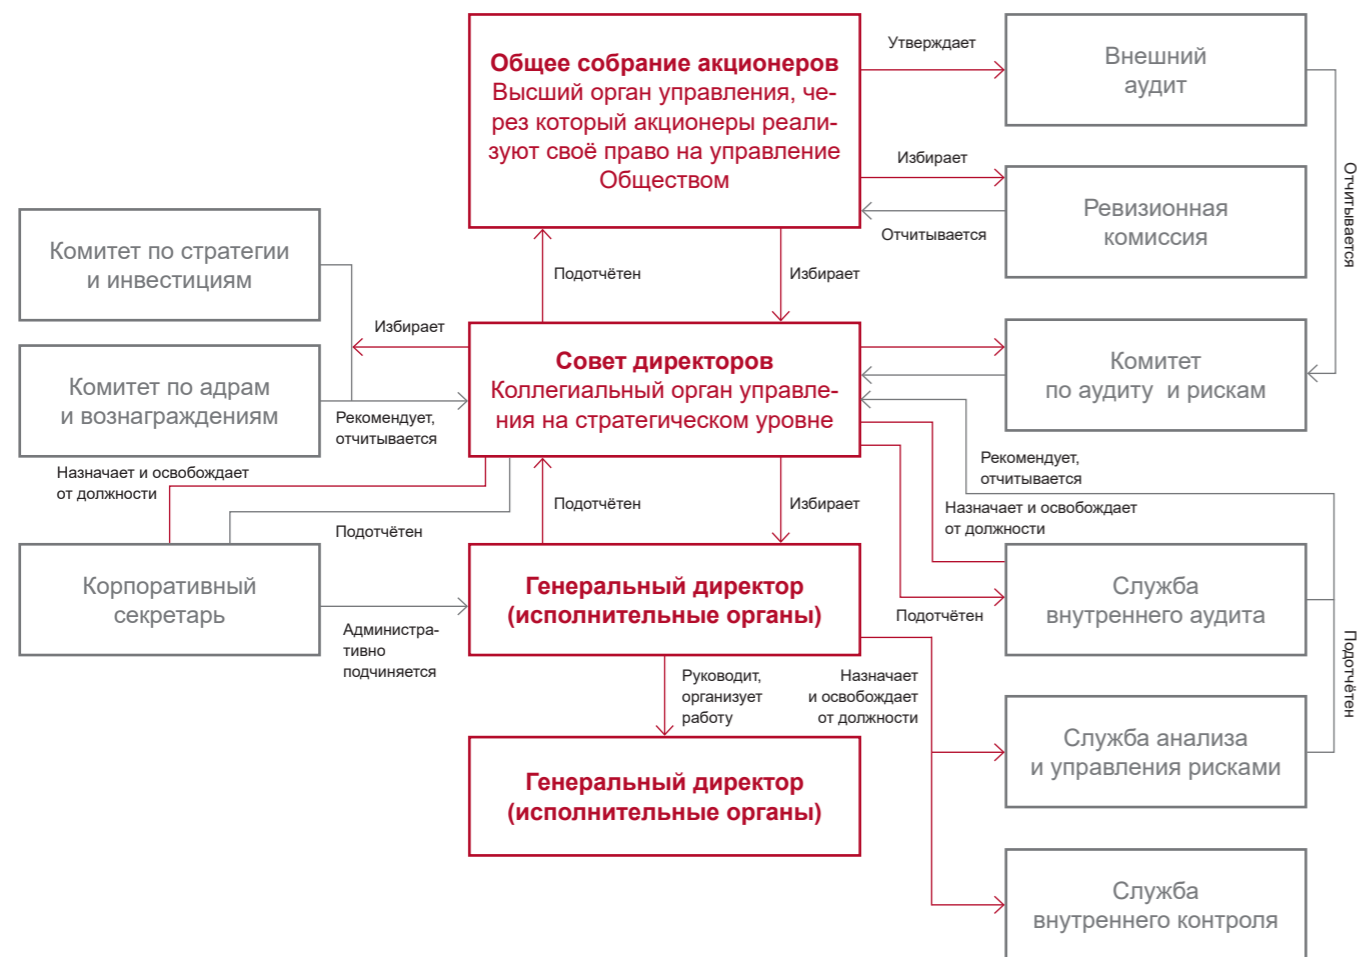 Утверждает
Общее собрание акционеров
Высший орган управления, че-
рез который акционеры реали-
зуют своё право на управление
Обществом
Внешний
аудит
Избирает
Отчитывается
Ревизионная
комиссия
Отчитывается
Комитет по стратегии
и инвестициям
Подотчётен
Избирает
Избирает
Комитет по адрам
и вознаграждениям
Рекомендует,
отчитывается
Совет директоров
Коллегиальный орган управле-
ния на стратегическом уровне
Комитет
по аудиту и рискам
Рекомендует,
отчитывается
Назначает и освобождает
от должности
Подотчётен
Подотчётен
Избирает
Назначает и освобождает
от должности
Корпоративный
секретарь
Администра-
тивно
подчиняется
Генеральный директор
(исполнительные органы)
Подотчётен
Служба
внутреннего аудита
Подотчётен
Руководит,
организует
работу
Назначает
и освобождает
от должности
Служба анализа
и управления рисками
Генеральный директор
(исполнительные органы)
Служба
внутреннего контроля